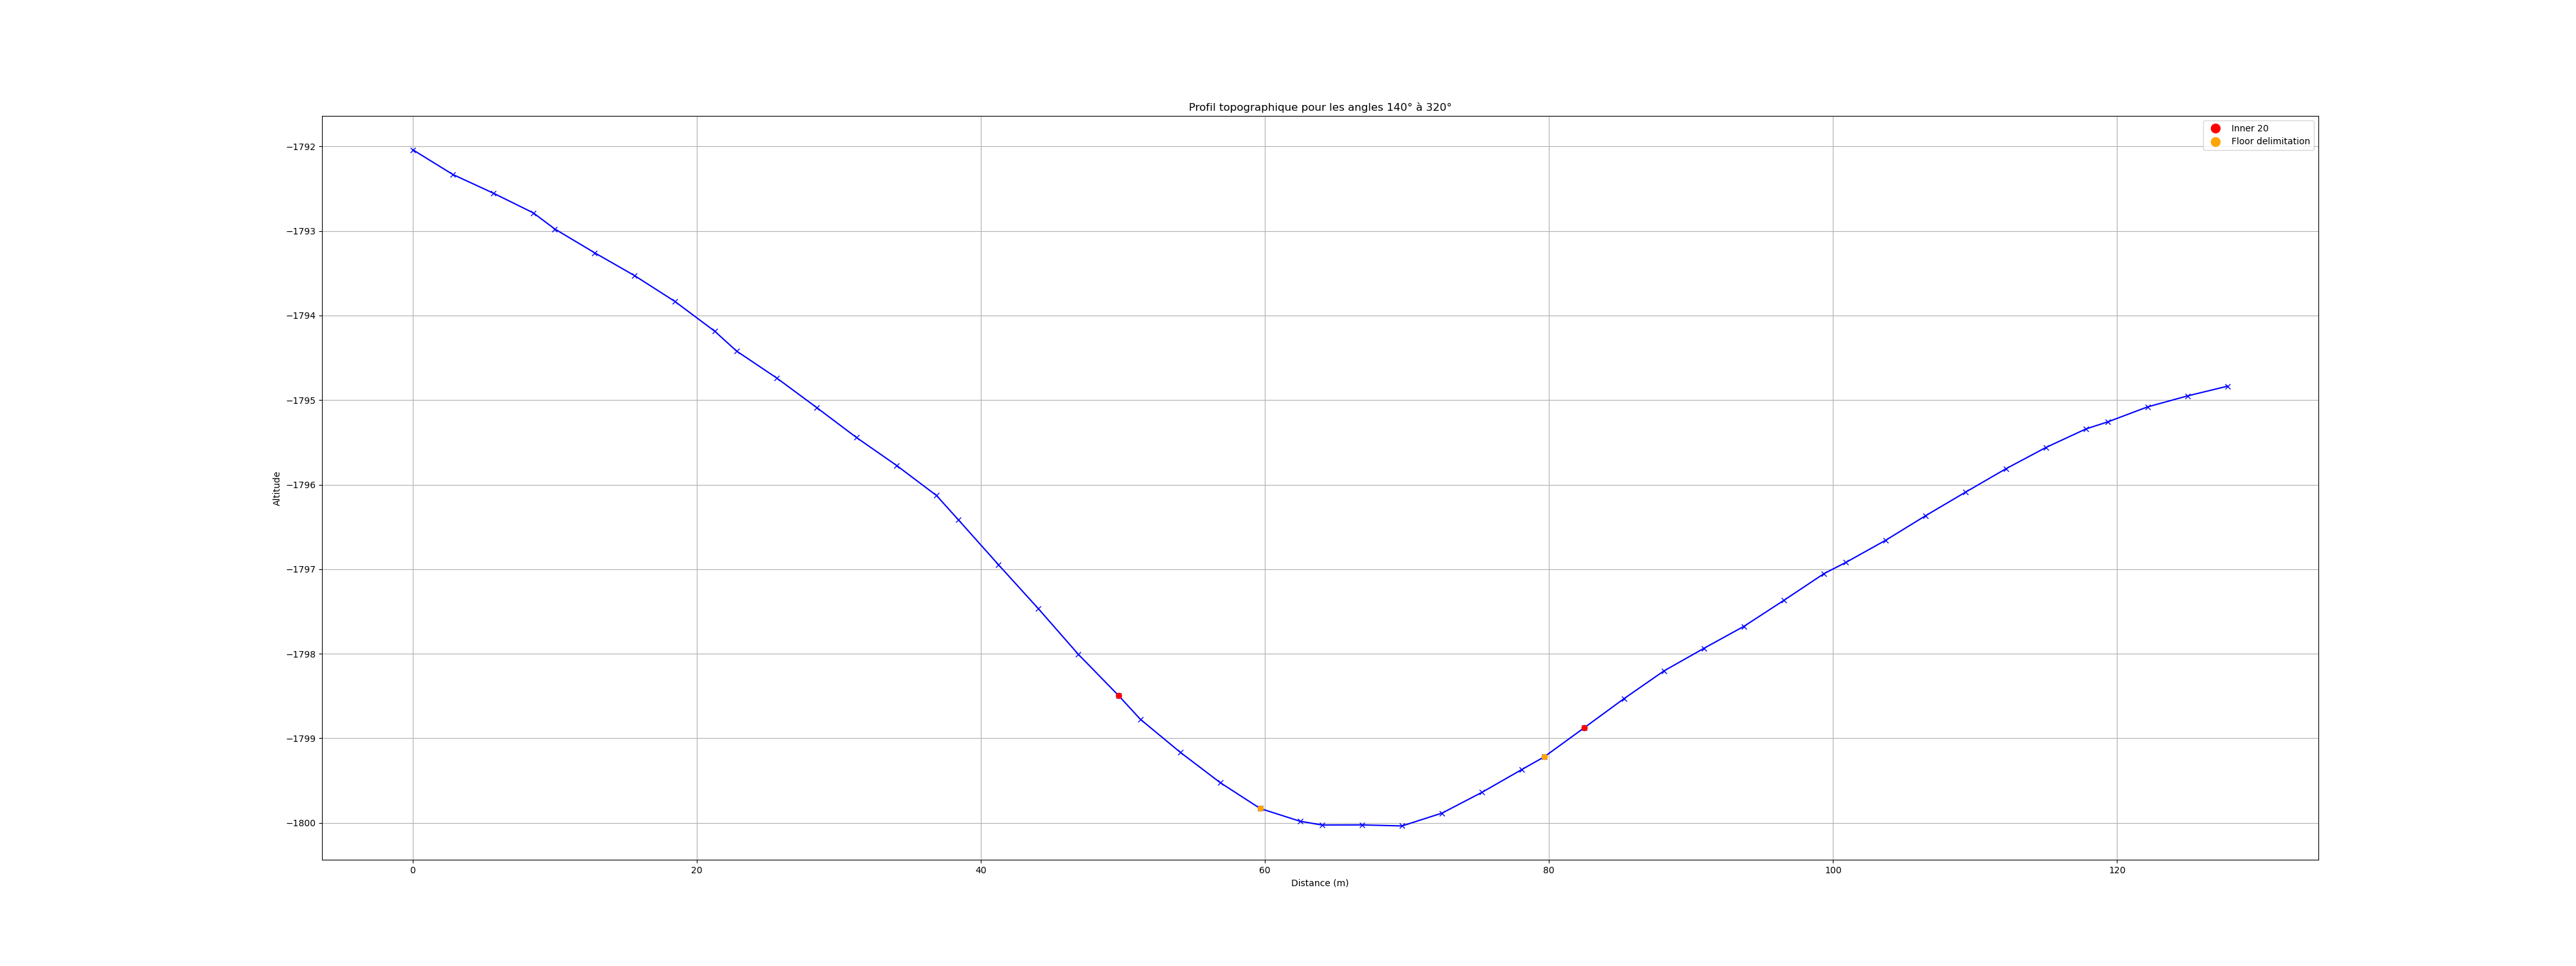 Profil topographique pour les angles 140° à 320°
Inner 20
Floor delimitation
−1792
−1793
−1794
−1795
−1796
−1797
−1798
−1799
−1800
Altitude
0 20 40 60 80 100 120
Distance (m)